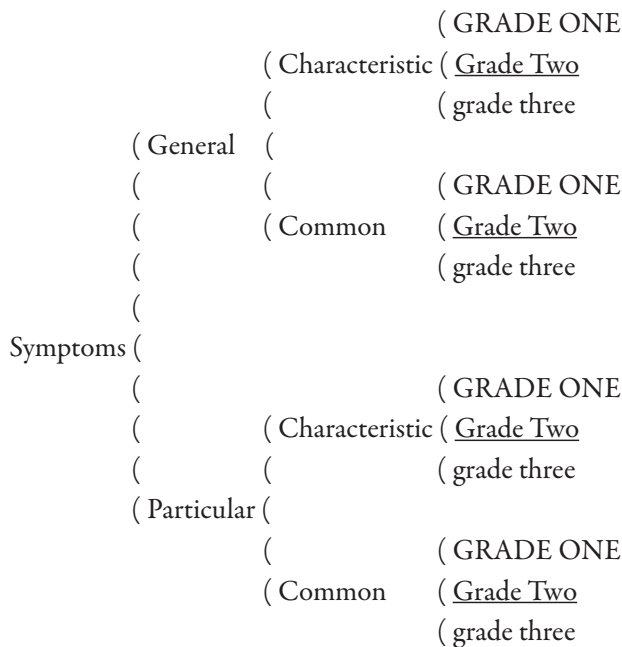 ( GRADE ONE
( Characteristic ( Grade Two
( ( grade three
( General (
( ( ( GRADE ONE
( ( Common ( Grade Two
( ( grade three
(
Symptoms (
( ( GRADE ONE
( ( Characteristic ( Grade Two
( ( ( grade three
( Particular (
( ( GRADE ONE
( Common ( Grade Two
( grade three